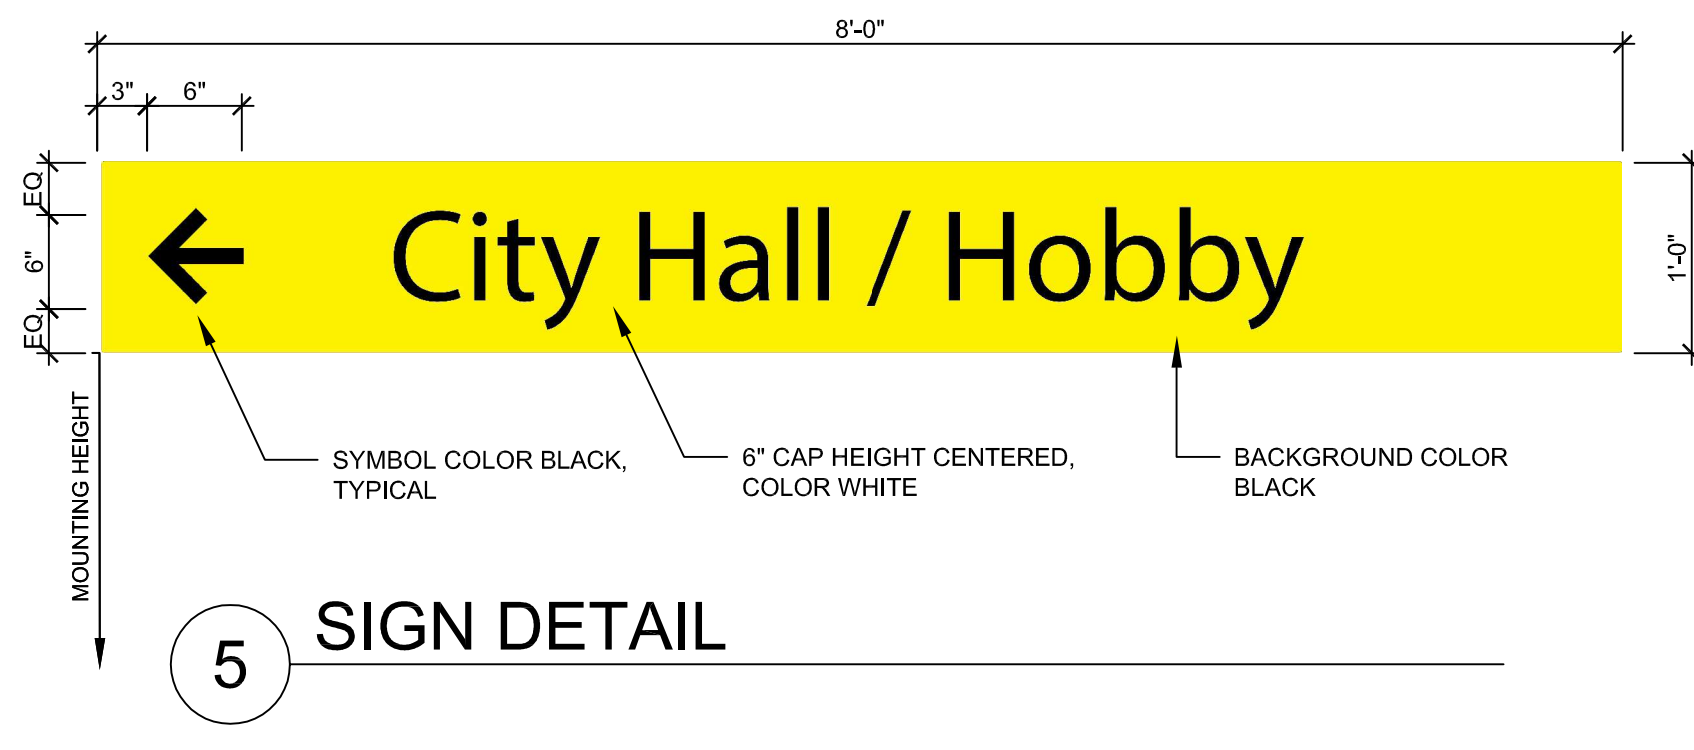 8'-0"
3" 6"
EQ
6"
EQ
1'-0"
City Hall / Hobby
MOUNTING HEIGHT
SYMBOL COLOR BLACK,
TYPICAL
6" CAP HEIGHT CENTERED,
COLOR WHITE
BACKGROUND COLOR
BLACK
5 SIGN DETAIL